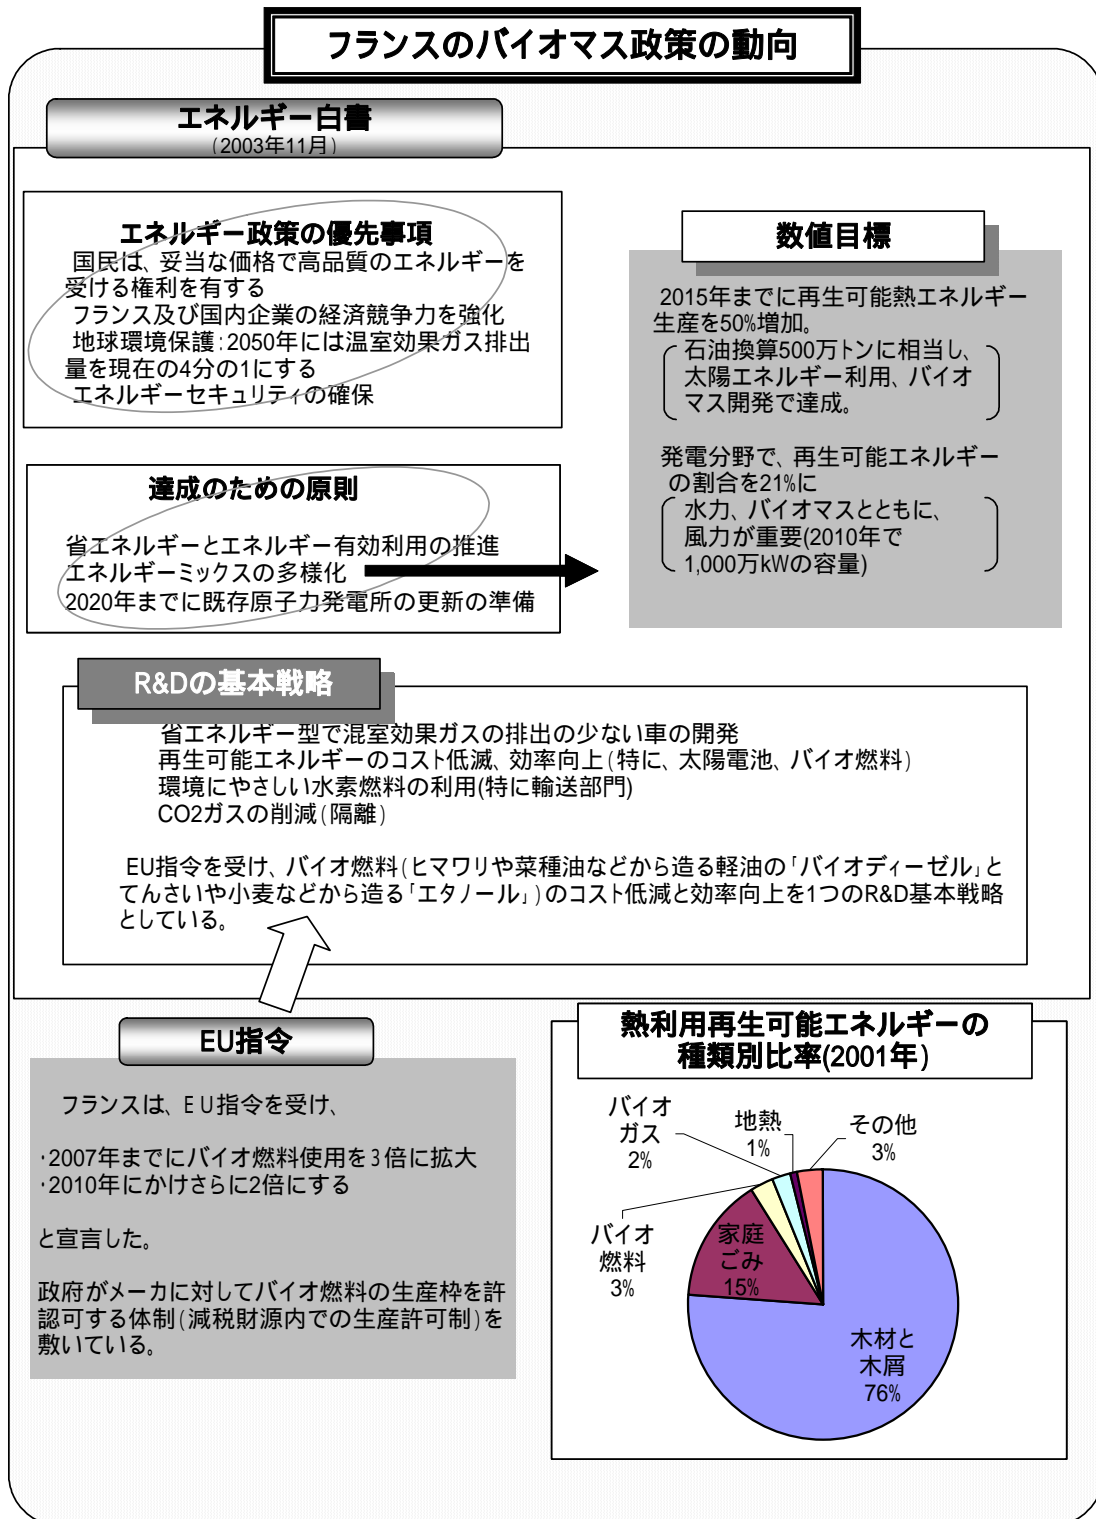 フランスのバイオマス政策の動向
エネルギー白書
(2003年11月)
エネルギー政策の優先事項
国民は、妥当な価格で高品質のエネルギーを
受ける権利を有する
フランス及び国内企業の経済競争力を強化
地球環境保護:2050年には温室効果ガス排出
量を現在の4分の1にする
エネルギーセキュリティの確保
数値目標
2015年までに再生可能熱エネルギー
生産を50%増加。
石油換算500万トンに相当し、
太陽エネルギー利用、バイオ
マス開発で達成。
発電分野で、再生可能エネルギー
の割合を21%に
水力、バイオマスとともに、
風力が重要(2010年で
1,000万kWの容量)
達成のための原則
省エネルギーとエネルギー有効利用の推進
エネルギーミックスの多様化
2020年までに既存原子力発電所の更新の準備
R&Dの基本戦略
省エネルギー型で混室効果ガスの排出の少ない車の開発
再生可能エネルギーのコスト低減、効率向上(特に、太陽電池、バイオ燃料)
環境にやさしい水素燃料の利用(特に輸送部門)
CO2ガスの削減(隔離)
EU指令を受け、バイオ燃料(ヒマワリや菜種油などから造る軽油の「バイオディーゼル」と
てんさいや小麦などから造る「エタノール」)のコスト低減と効率向上を1つのR&D基本戦略
としている。
EU指令
フランスは、EU指令を受け、
・2007年までにバイオ燃料使用を3倍に拡大
・2010年にかけさらに2倍にする
と宣言した。
政府がメーカに対してバイオ燃料の生産枠を許
認可する体制(減税財源内での生産許可制)を
敷いている。
熱利用再生可能エネルギーの
種類別比率(2001年)
バイオ
ガス
2%
地熱
1%
その他
3%
バイオ
燃料
3%
家庭
ごみ
15%
木材と
木屑
76%